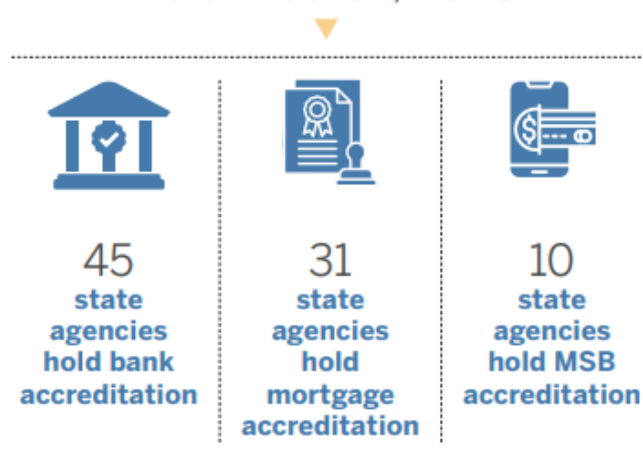 45
state
agencies
hold bank
accreditation
31
state
agencies
hold
mortgage
accreditation
10
state
agencies
hold MSB
accreditation